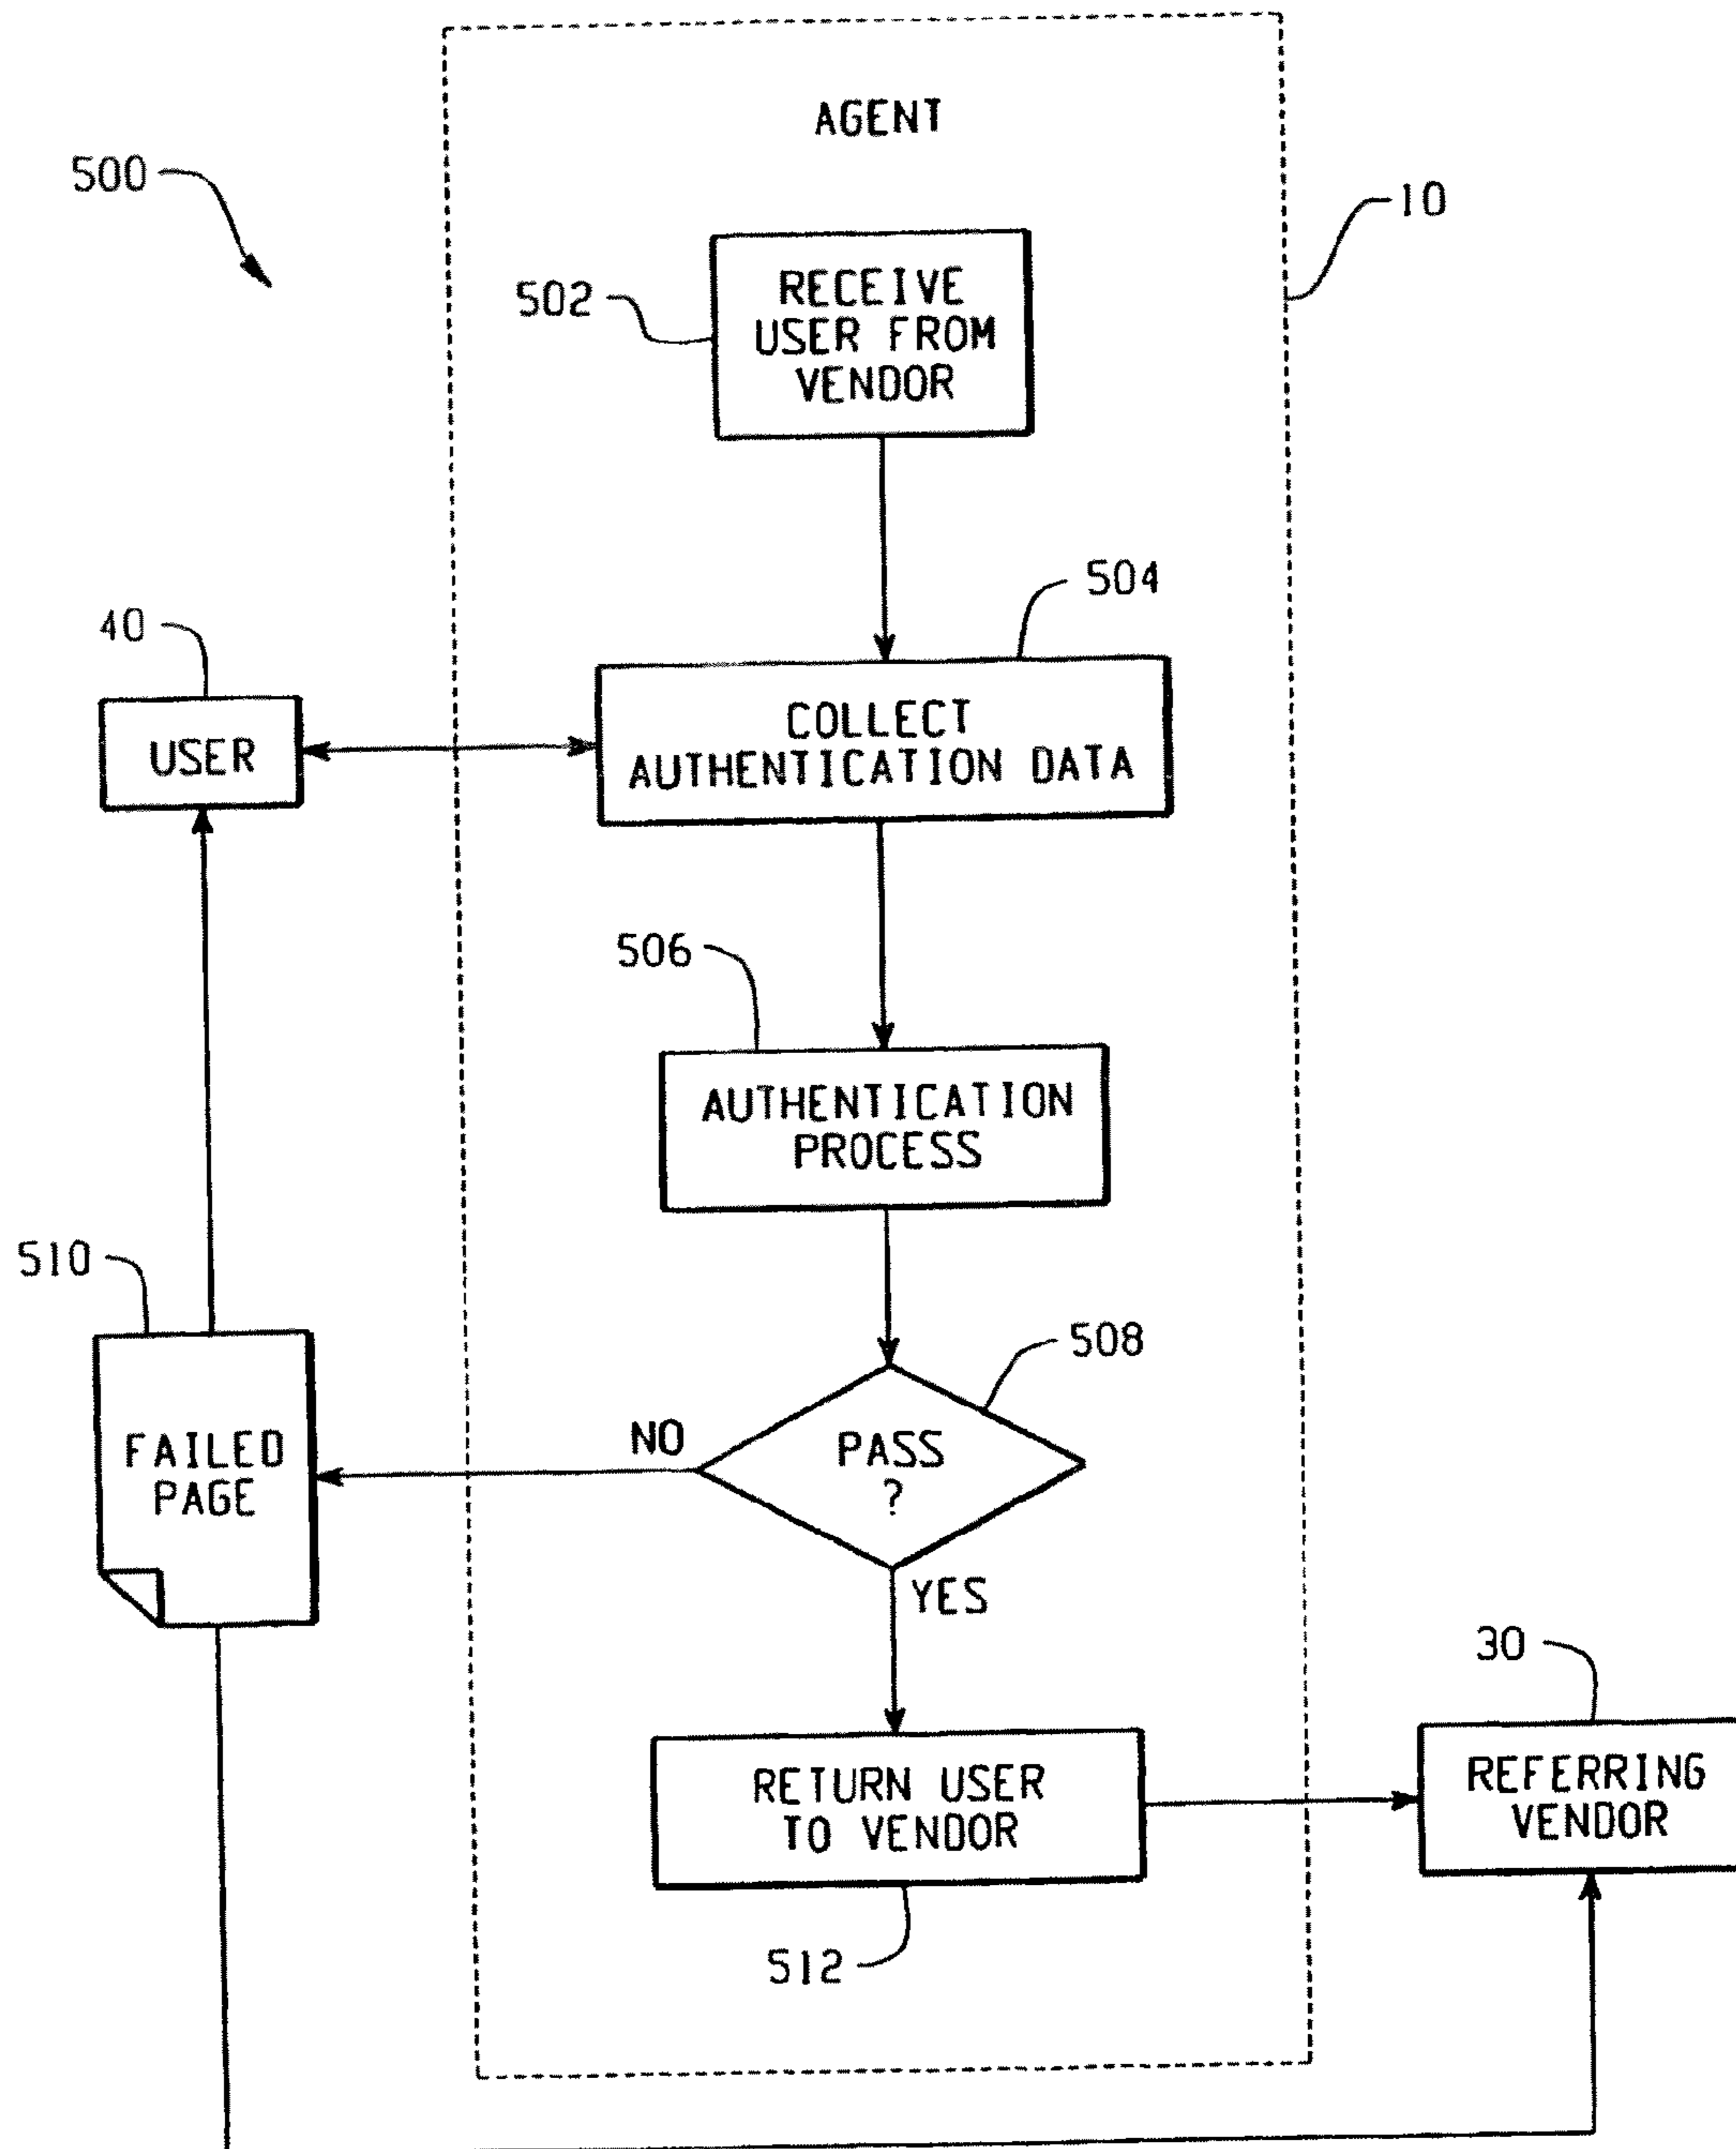 AGENT
500
10
502
RECEIVE
USER FROM
VENDOR
504
40
USER
COLLECT
AUTHENTICATION DATA
506
AUTHENTICATION
PROCESS
510
508
FAILED
PAGE
NO
PASS
?
YES
30
RETURN USER
TO VENDOR
REFERRING
VENDOR
512